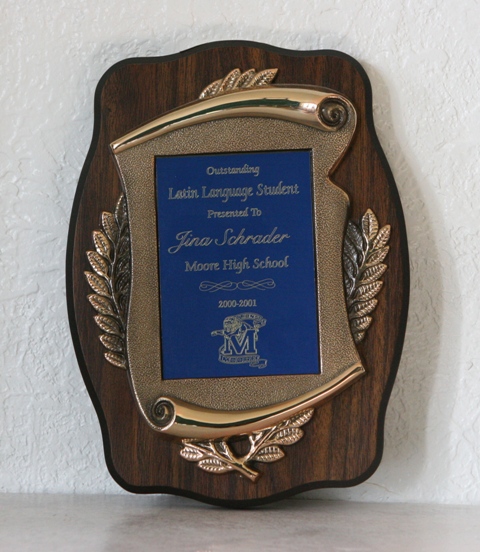 Outstanding
Latin Language Student
Presented To
Jina Schrader
Moore High School
2000-2001
M